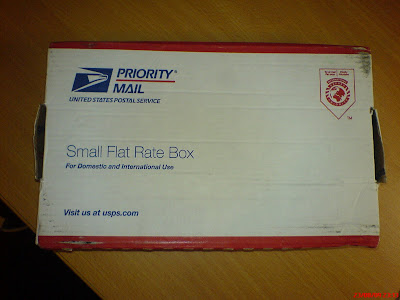 PRIORITY
MAIL
UNITED STATES POSTAL SERVICE
Small Flat Rate Box
For Domestic and International Use
Visit us at usps.com